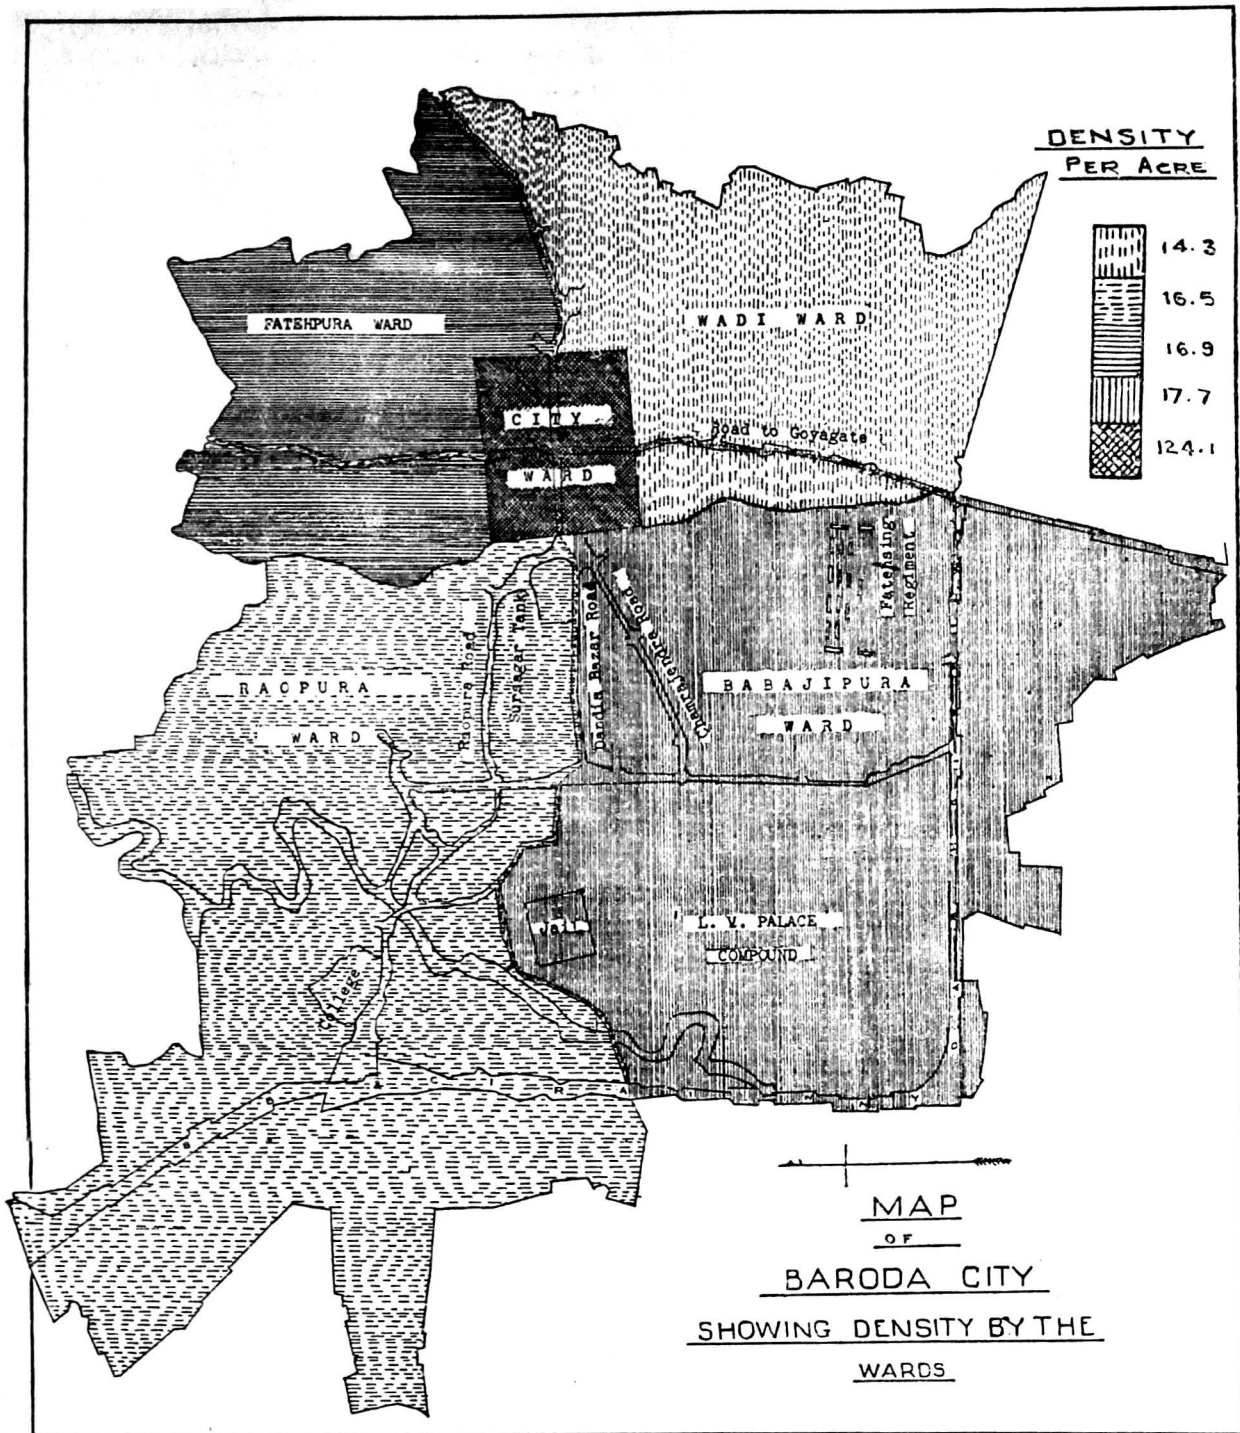 DENSITY
PER ACRE
14.3
16.5
16.9
17.7
124.1
FATEHPURA WARD
WADI WARD
CITY
WARD
Road to Goyagate
Fatehsing
Regiment
RAOPURA
WARD
Raopura Road
Sursagar Tank
Dandia Bazar Road
Chamrajendra Road
BABAJIPURA
WARD
Jail
L. V. PALACE
COMPOUND
College
MAP
OF
BARODA CITY
SHOWING DENSITY BY THE
WARDS